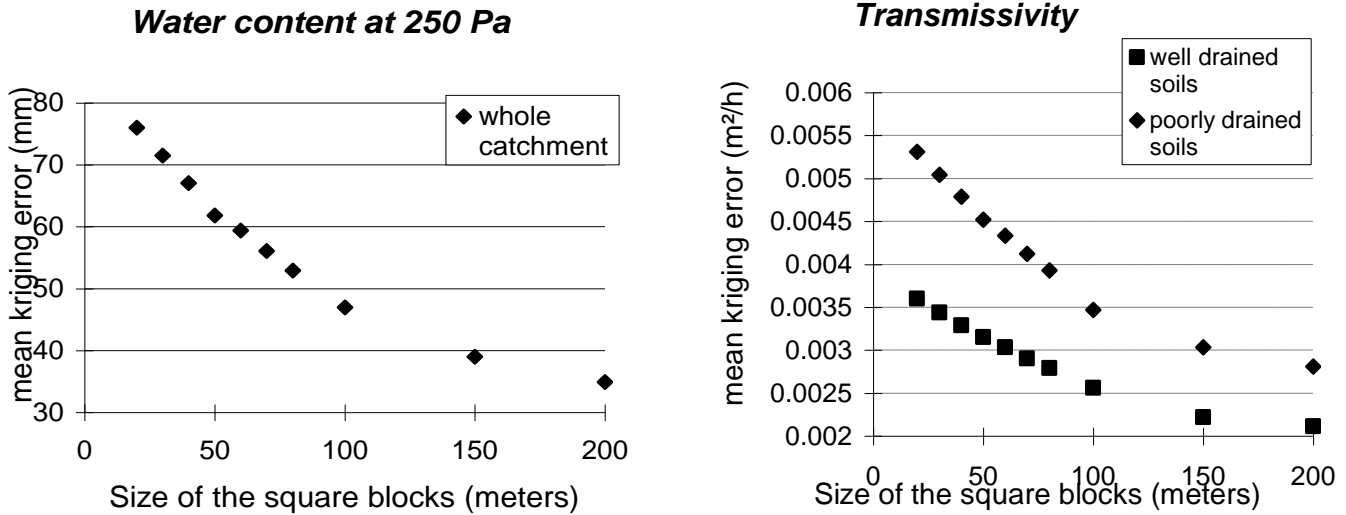 Water content at 250 Pa
mean kriging error (mm)
80
70
60
50
40
30
0
50
100
150
200
Size of the square blocks (meters)
whole
catchment
Transmissivity
well drained
soils
poorly drained
soils
mean kriging error (m²/h)
0.006
0.0055
0.005
0.0045
0.004
0.0035
0.003
0.0025
0.002
0
50
100
150
200
Size of the square blocks (meters)